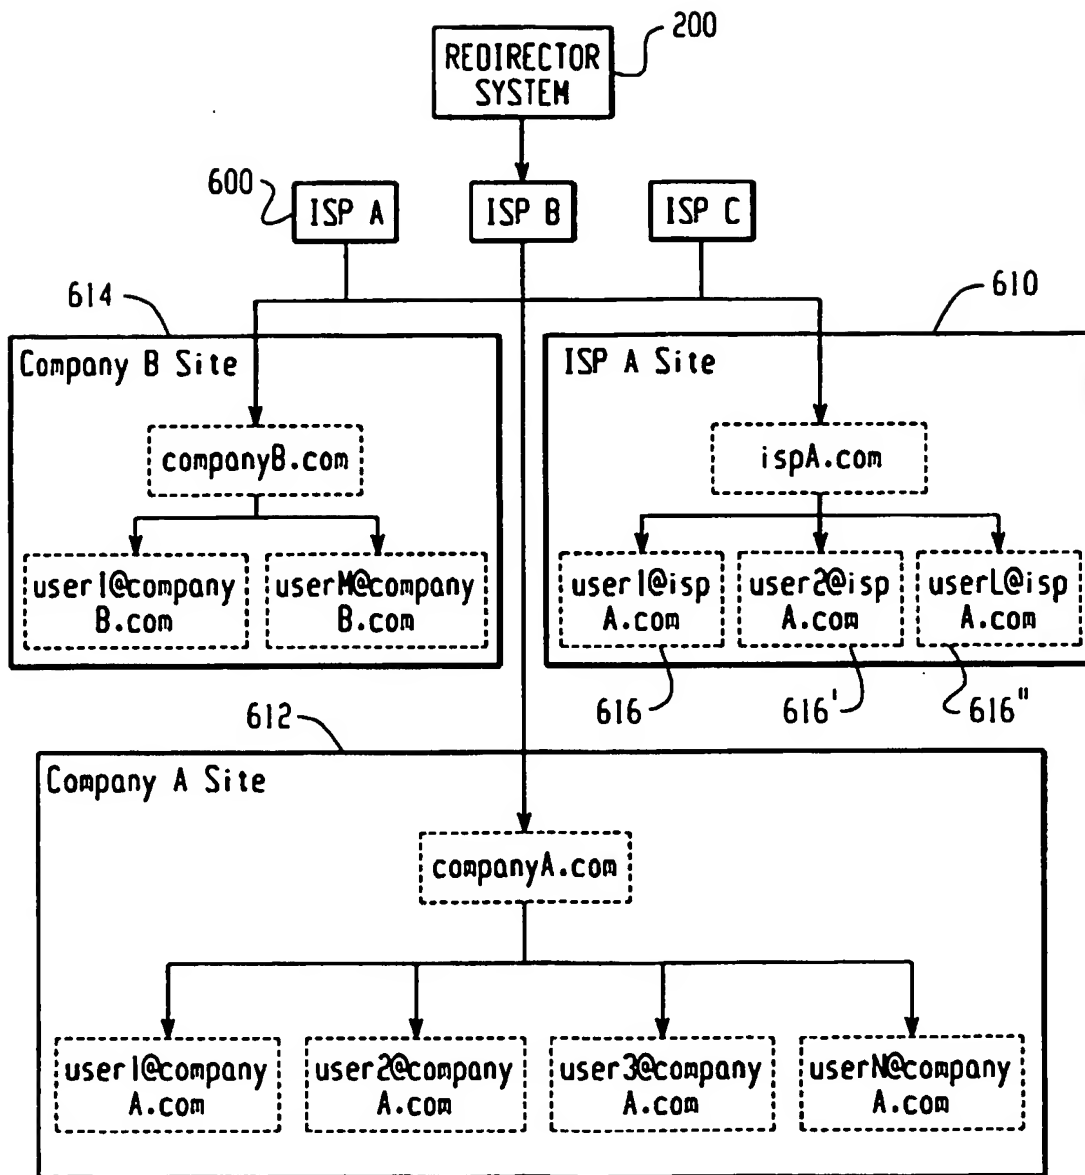 200
REDIRECTOR
SYSTEM
600
ISP A
ISP B
ISP C
614
610
Company B Site
ISP A Site
companyB.com
ispA.com
user1@company
B.com
userM@company
B.com
user1@isp
A.com
user2@isp
A.com
userL@isp
A.com
616
616'
616"
612
Company A Site
companyA.com
user1@company
A.com
user2@company
A.com
user3@company
A.com
userN@company
A.com